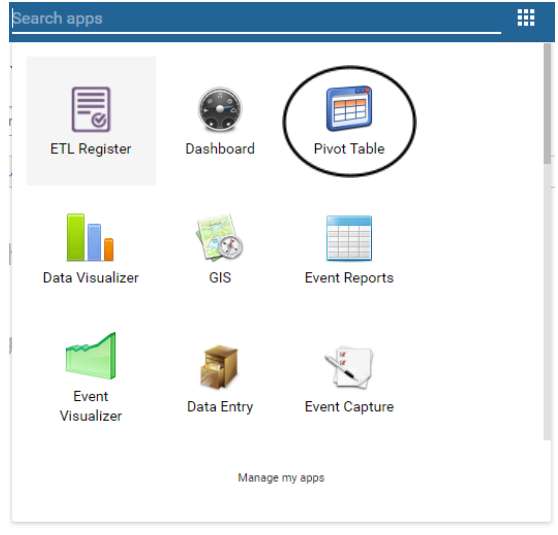 Search apps
ETL Register
Dashboard
Pivot Table
Data Visualizer
GIS
Event Reports
Event
Visualizer
Data Entry
Event Capture
Manage my apps